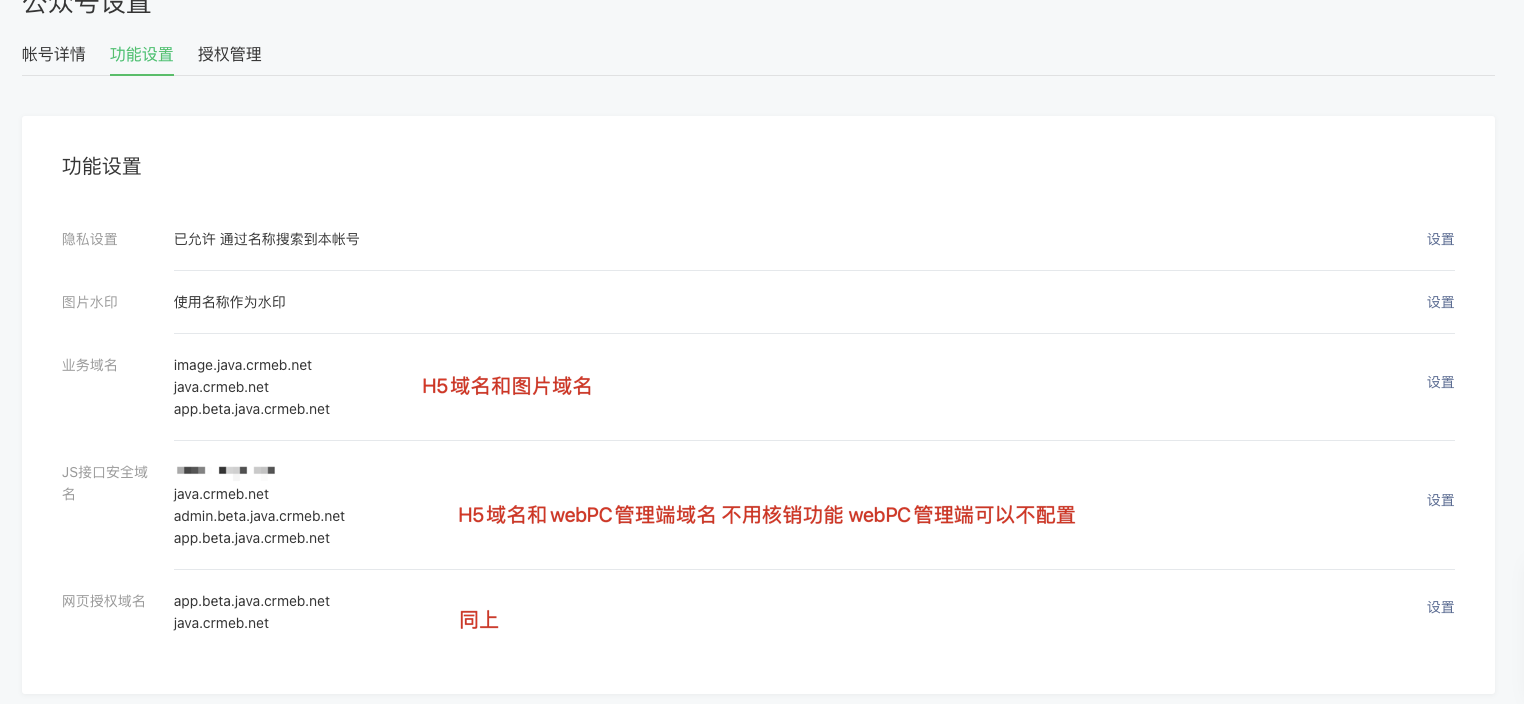 公众号设置
帐号详情 功能设置 授权管理
功能设置
隐私设置 已允许 通过名称搜索到本帐号 设置
图片水印 使用名称作为水印 设置
业务域名 image.java.crmeb.net
java.crmeb.net H5域名和图片域名 设置
app.beta.java.crmeb.net
JS接口安全域
名 java.crmeb.net 设置
admin.beta.java.crmeb.net H5域名和webPC管理端域名 不用核销功能 webPC管理端可以不配置
app.beta.java.crmeb.net
网页授权域名 app.beta.java.crmeb.net 设置
java.crmeb.net 同上